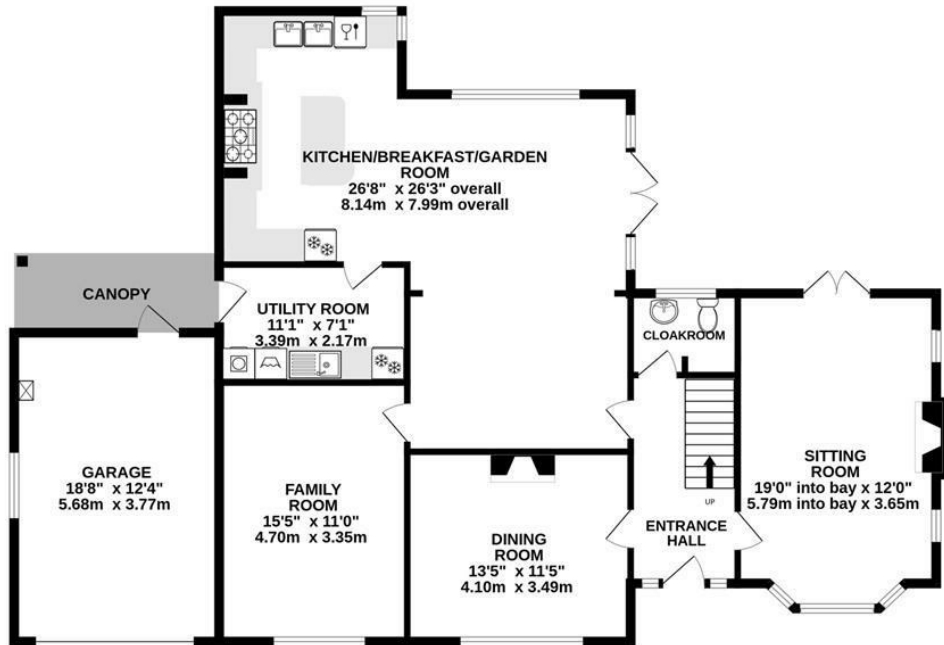 KITCHEN/BREAKFAST/GARDEN
ROOM
26'8" x 26'3" overall
8.14m x 7.99m overall
CANOPY
UTILITY ROOM
11'1" x 7'1"
3.39m x 2.17m
CLOAKROOM
GARAGE
18'8" x 12'4"
5.68m x 3.77m
FAMILY
ROOM
15'5" x 11'0"
4.70m x 3.35m
DINING
ROOM
13'5" x 11'5"
4.10m x 3.49m
UP
ENTRANCE
HALL
SITTING
ROOM
19'0" into bay x 12'0"
5.79m into bay x 3.65m